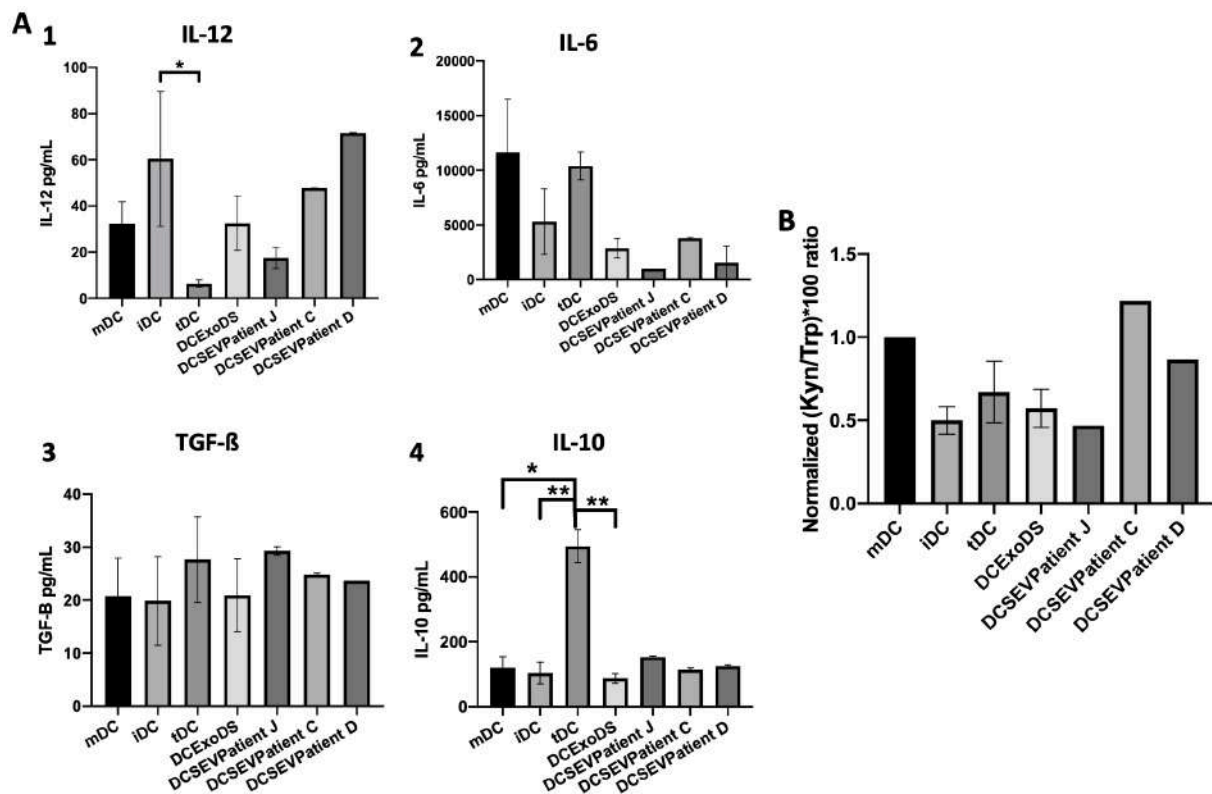 A
1
IL-12
IL-12 pg/mL
100
80
60
40
20
0
*
mDC
iDC
tDC
DCExoDS
DCSEVPatient J
DCSEVPatient C
DCSEVPatient D
2
IL-6
IL-6 pg/mL
20000
15000
10000
5000
0
mDC
iDC
tDC
DCExoDS
DCSEVPatient J
DCSEVPatient C
DCSEVPatient D
3
TGF-ß
TGF-B pg/mL
40
30
20
10
0
mDC
iDC
tDC
DCExoDS
DCSEVPatient J
DCSEVPatient C
DCSEVPatient D
4
IL-10
IL-10 pg/mL
600
400
200
0
*
**
**
mDC
iDC
tDC
DCExoDS
DCSEVPatient J
DCSEVPatient C
DCSEVPatient D
B
Normalized (Kyn/Trp)*100 ratio
1.5
1.0
0.5
0.0
mDC
iDC
tDC
DCExoDS
DCSEVPatient J
DCSEVPatient C
DCSEVPatient D